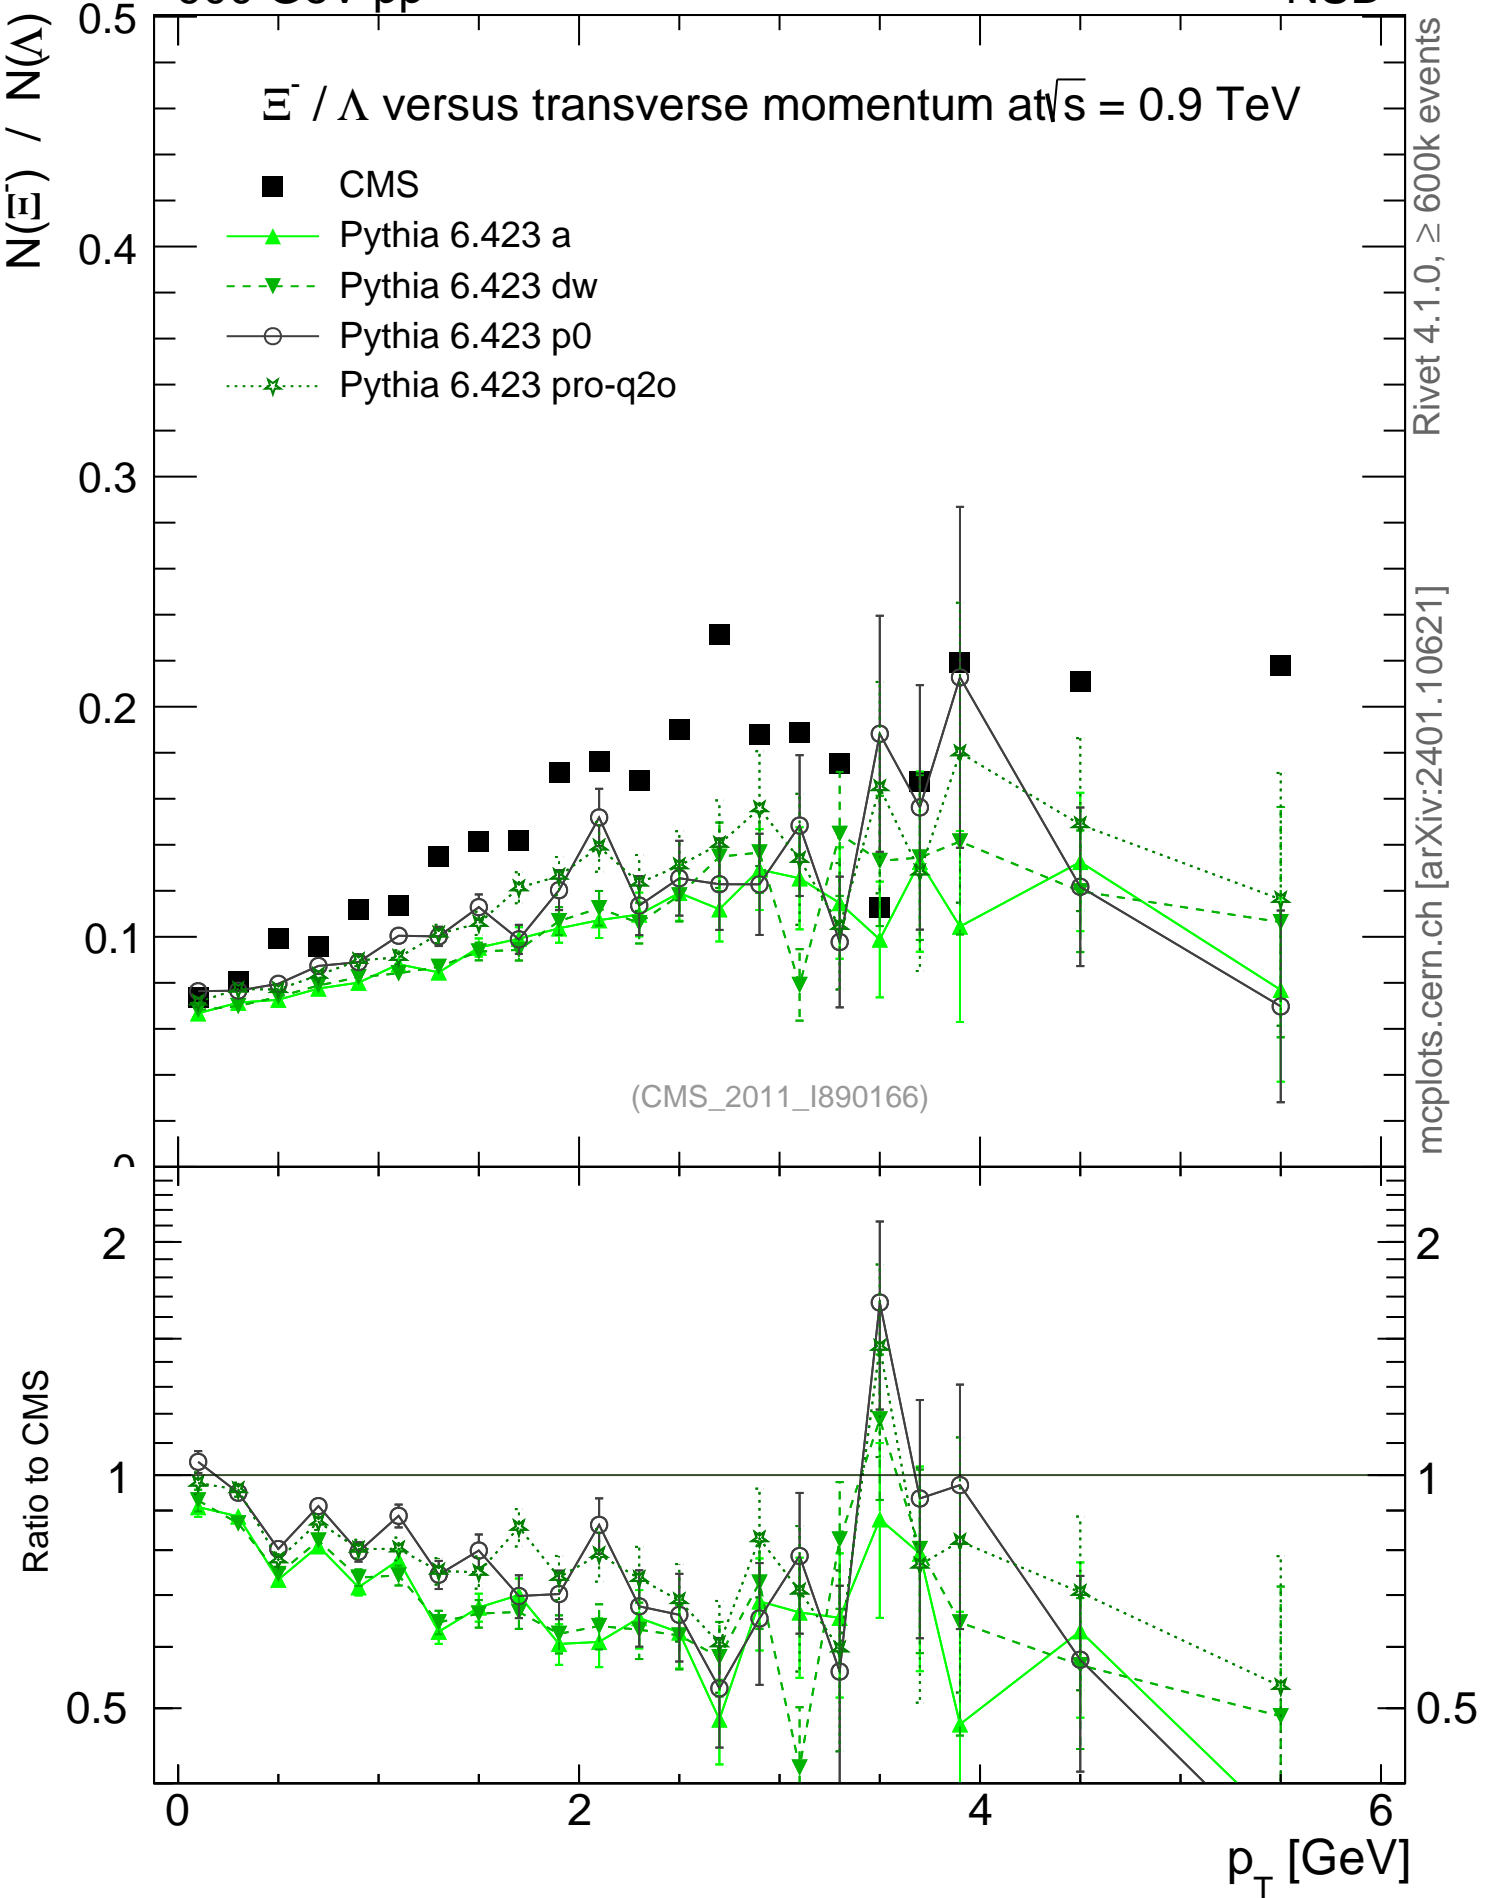 0.5
Ξ⁻ / Λ versus transverse momentum at √s = 0.9 TeV
CMS
Pythia 6.423 a
Pythia 6.423 dw
Pythia 6.423 p0
Pythia 6.423 pro-q2o
N(Ξ⁻) / N(Λ)
0.4
0.3
0.2
0.1
(CMS_2011_I890166)
Rivet 4.1.0, ≥ 600k events
mcplots.cern.ch [arXiv:2401.10621]
Ratio to CMS
2
1
0.5
2
1
0.5
0 2 4 6
p_T [GeV]